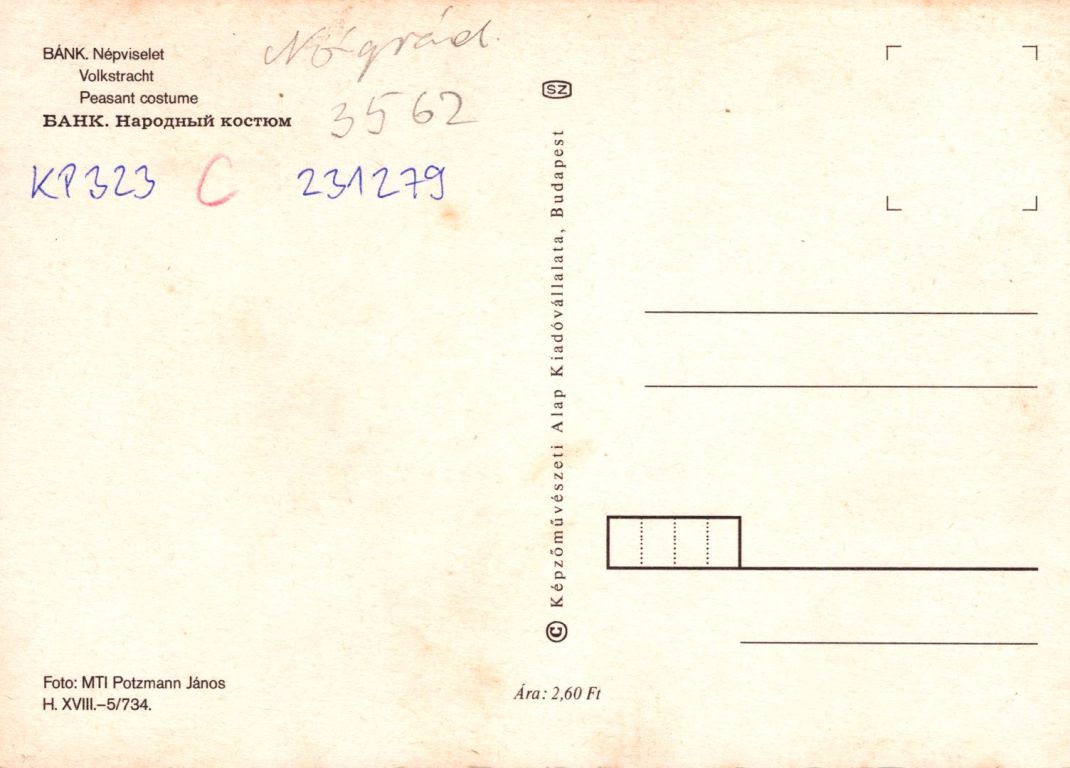 BÁNK. Népviselet
Volkstracht
Peasant costume
БАНК. Народный костюм
Nógrád.
3562
KP323 C 231279
SZ
© Képzőművészeti Alap Kiadóvállalata, Budapest
Foto: MTI Potzmann János
H. XVIII.–5/734.
Ára: 2,60 Ft